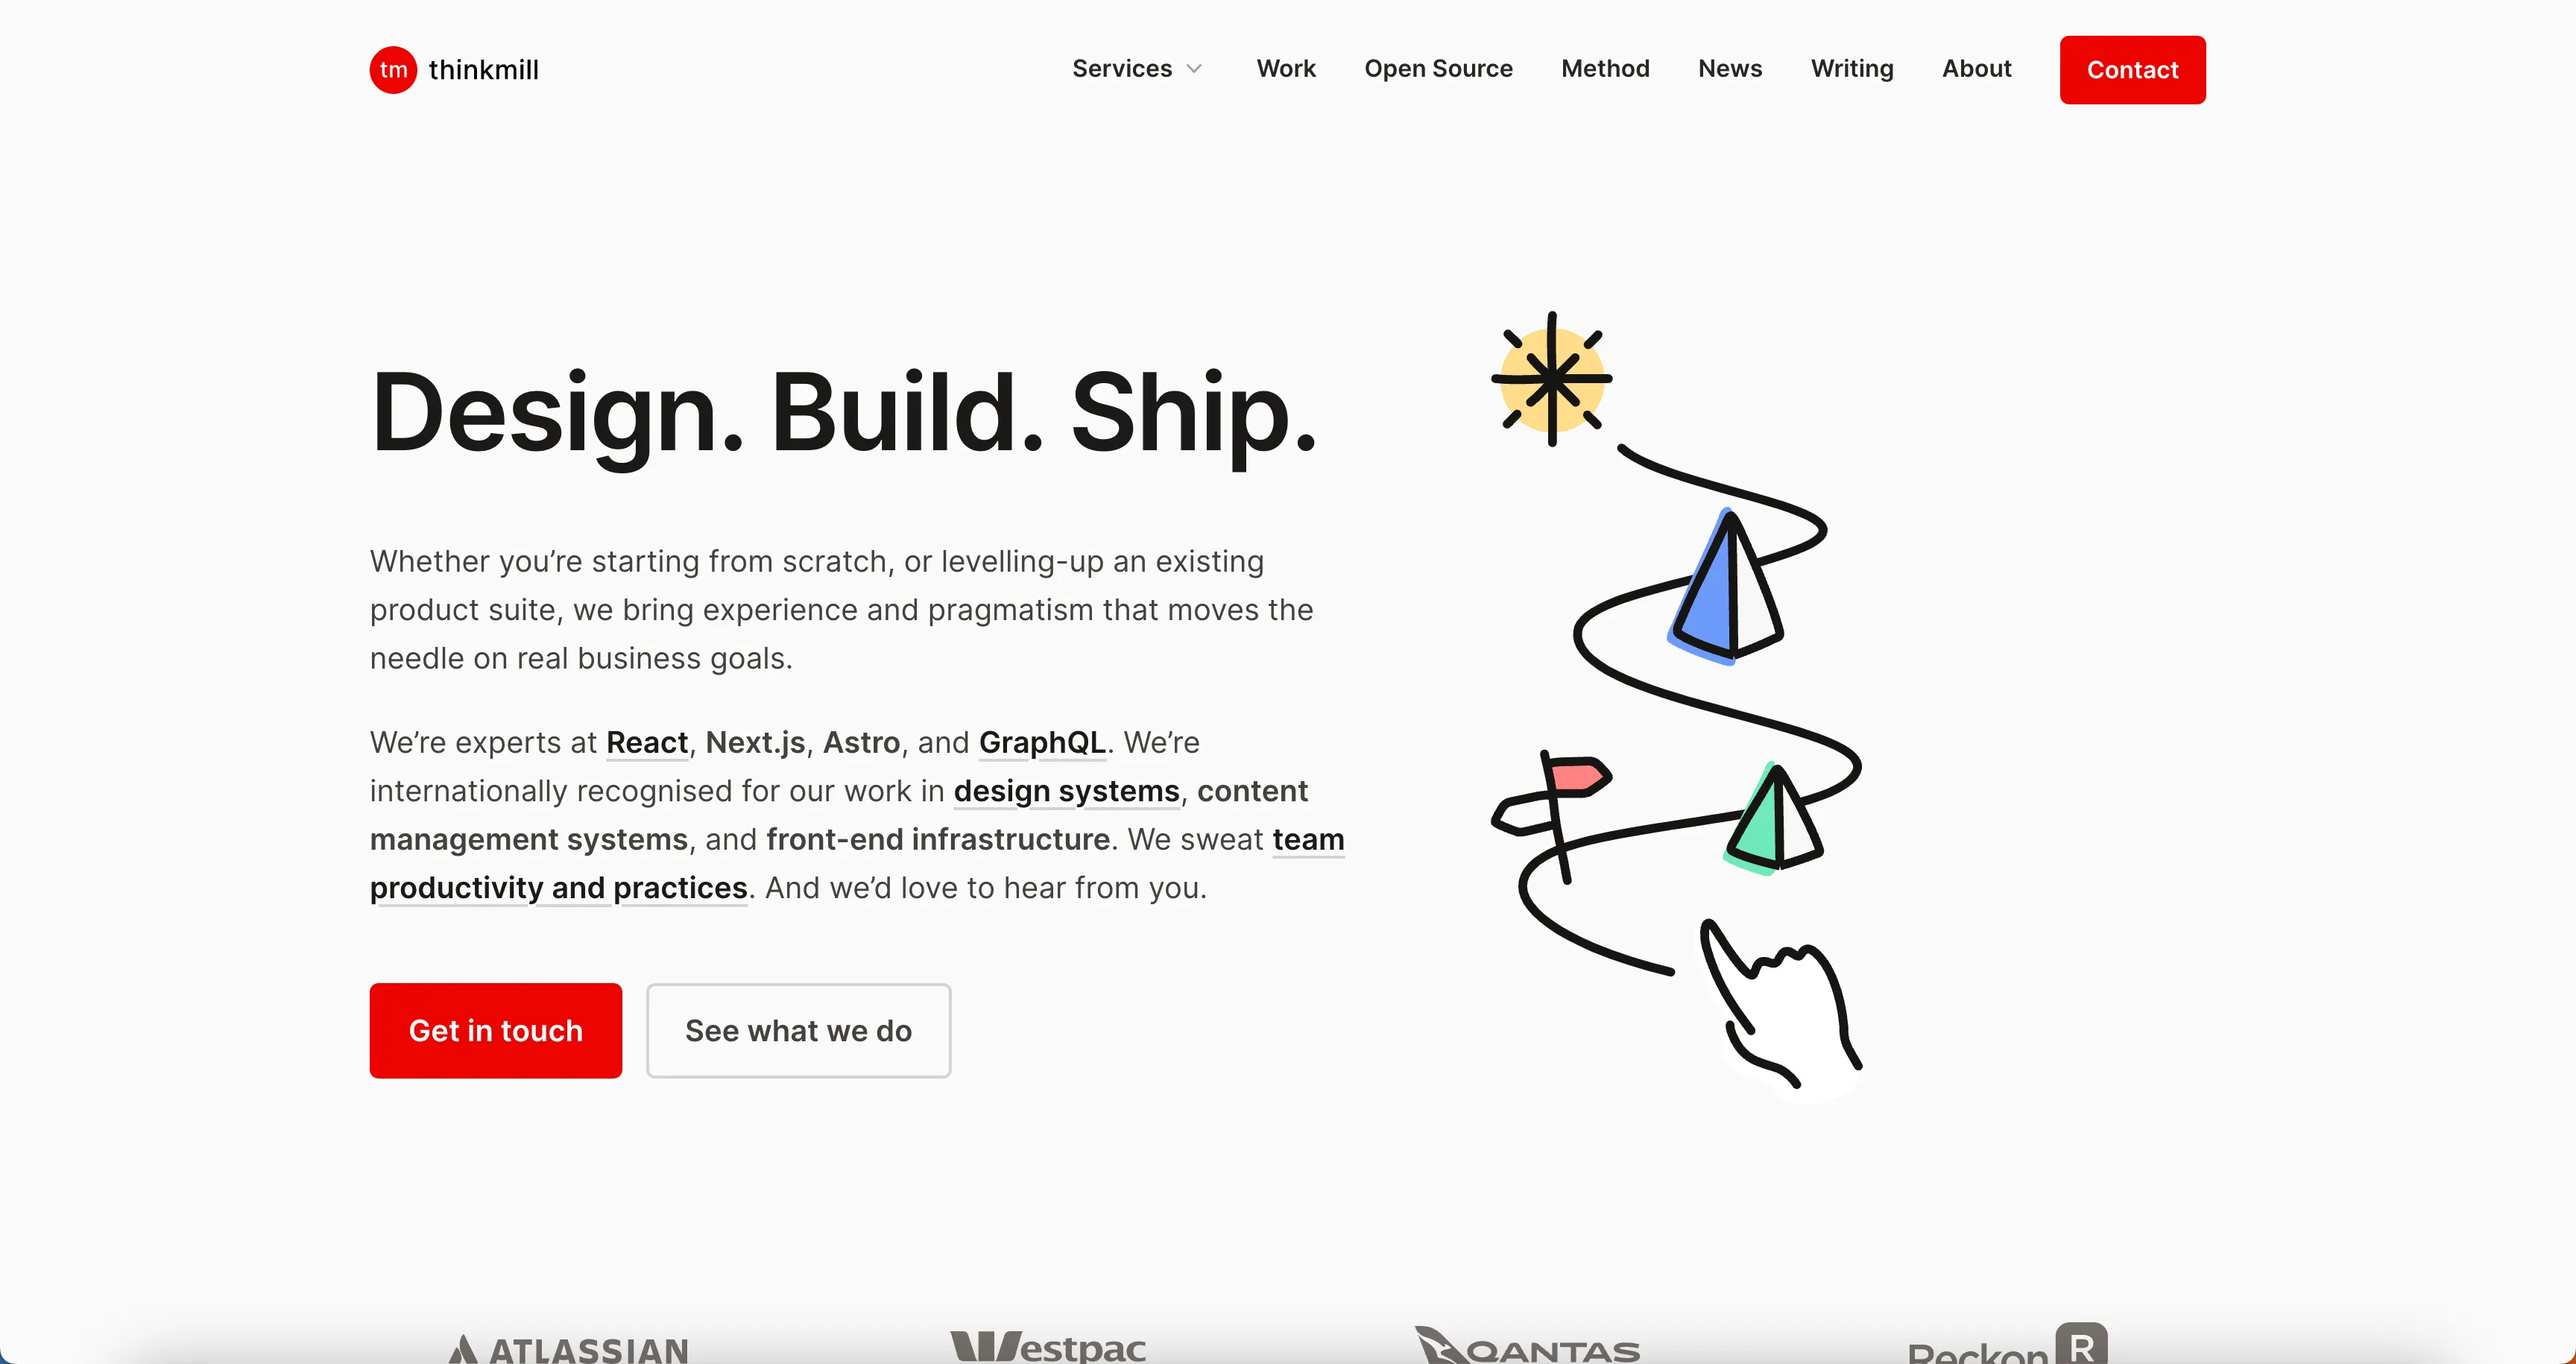 tm thinkmill
Services Work Open Source Method News Writing About Contact
Design. Build. Ship.
Whether you’re starting from scratch, or levelling-up an existing
product suite, we bring experience and pragmatism that moves the
needle on real business goals.
We’re experts at React, Next.js, Astro, and GraphQL. We’re
internationally recognised for our work in design systems, content
management systems, and front-end infrastructure. We sweat team
productivity and practices. And we’d love to hear from you.
Get in touch See what we do
ATLASSIAN Westpac QANTAS Reckon R